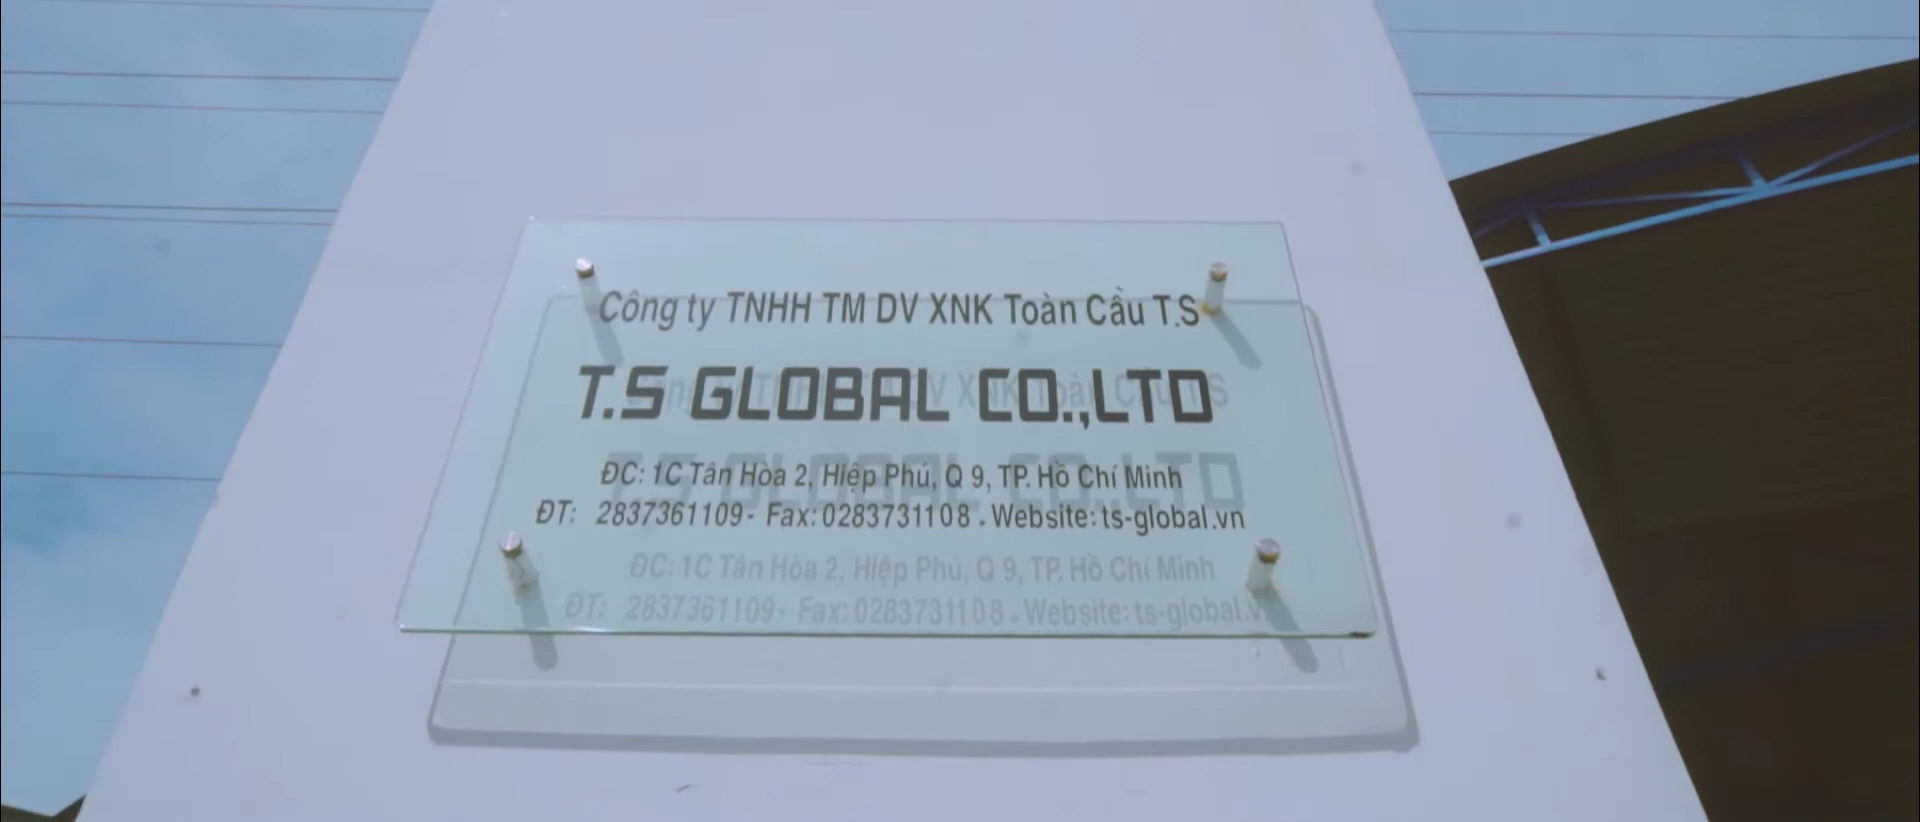 Công ty TNHH TM DV XNK Toàn Cầu T.S
T.S GLOBAL CO.,LTD
ĐC: 1C Tân Hòa 2, Hiệp Phú, Q 9, TP. Hồ Chí Minh
ĐT: 2837361109- Fax: 0283731108 - Website: ts-global.vn